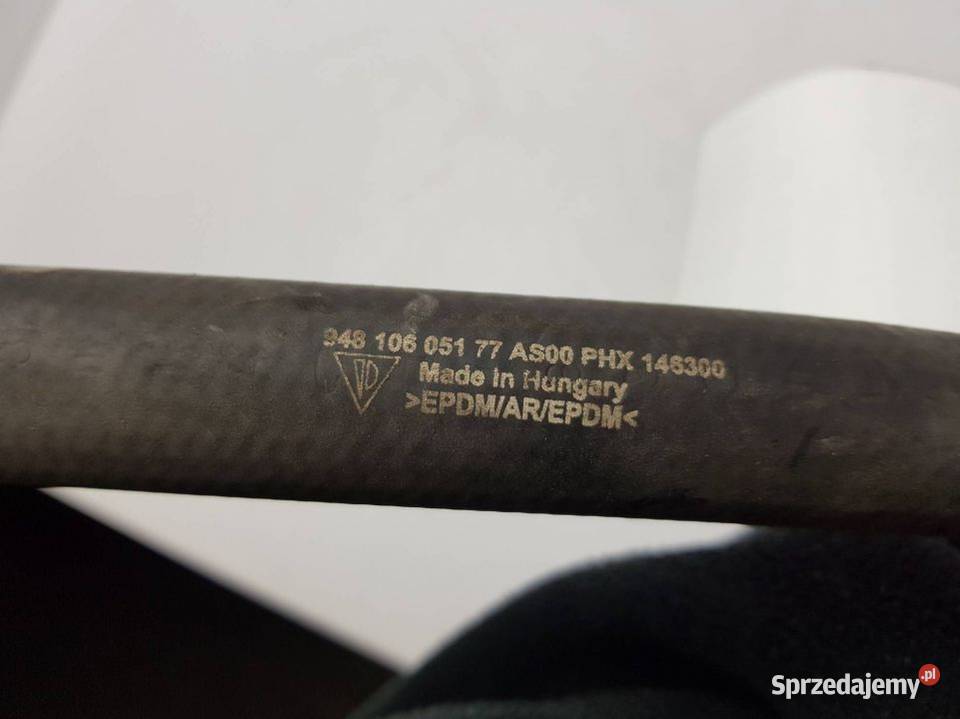 948 106 051 77 AS00 PHX 146300
Made in Hungary
>EPDM/AR/EPDM<
Sprzedajemy.pl